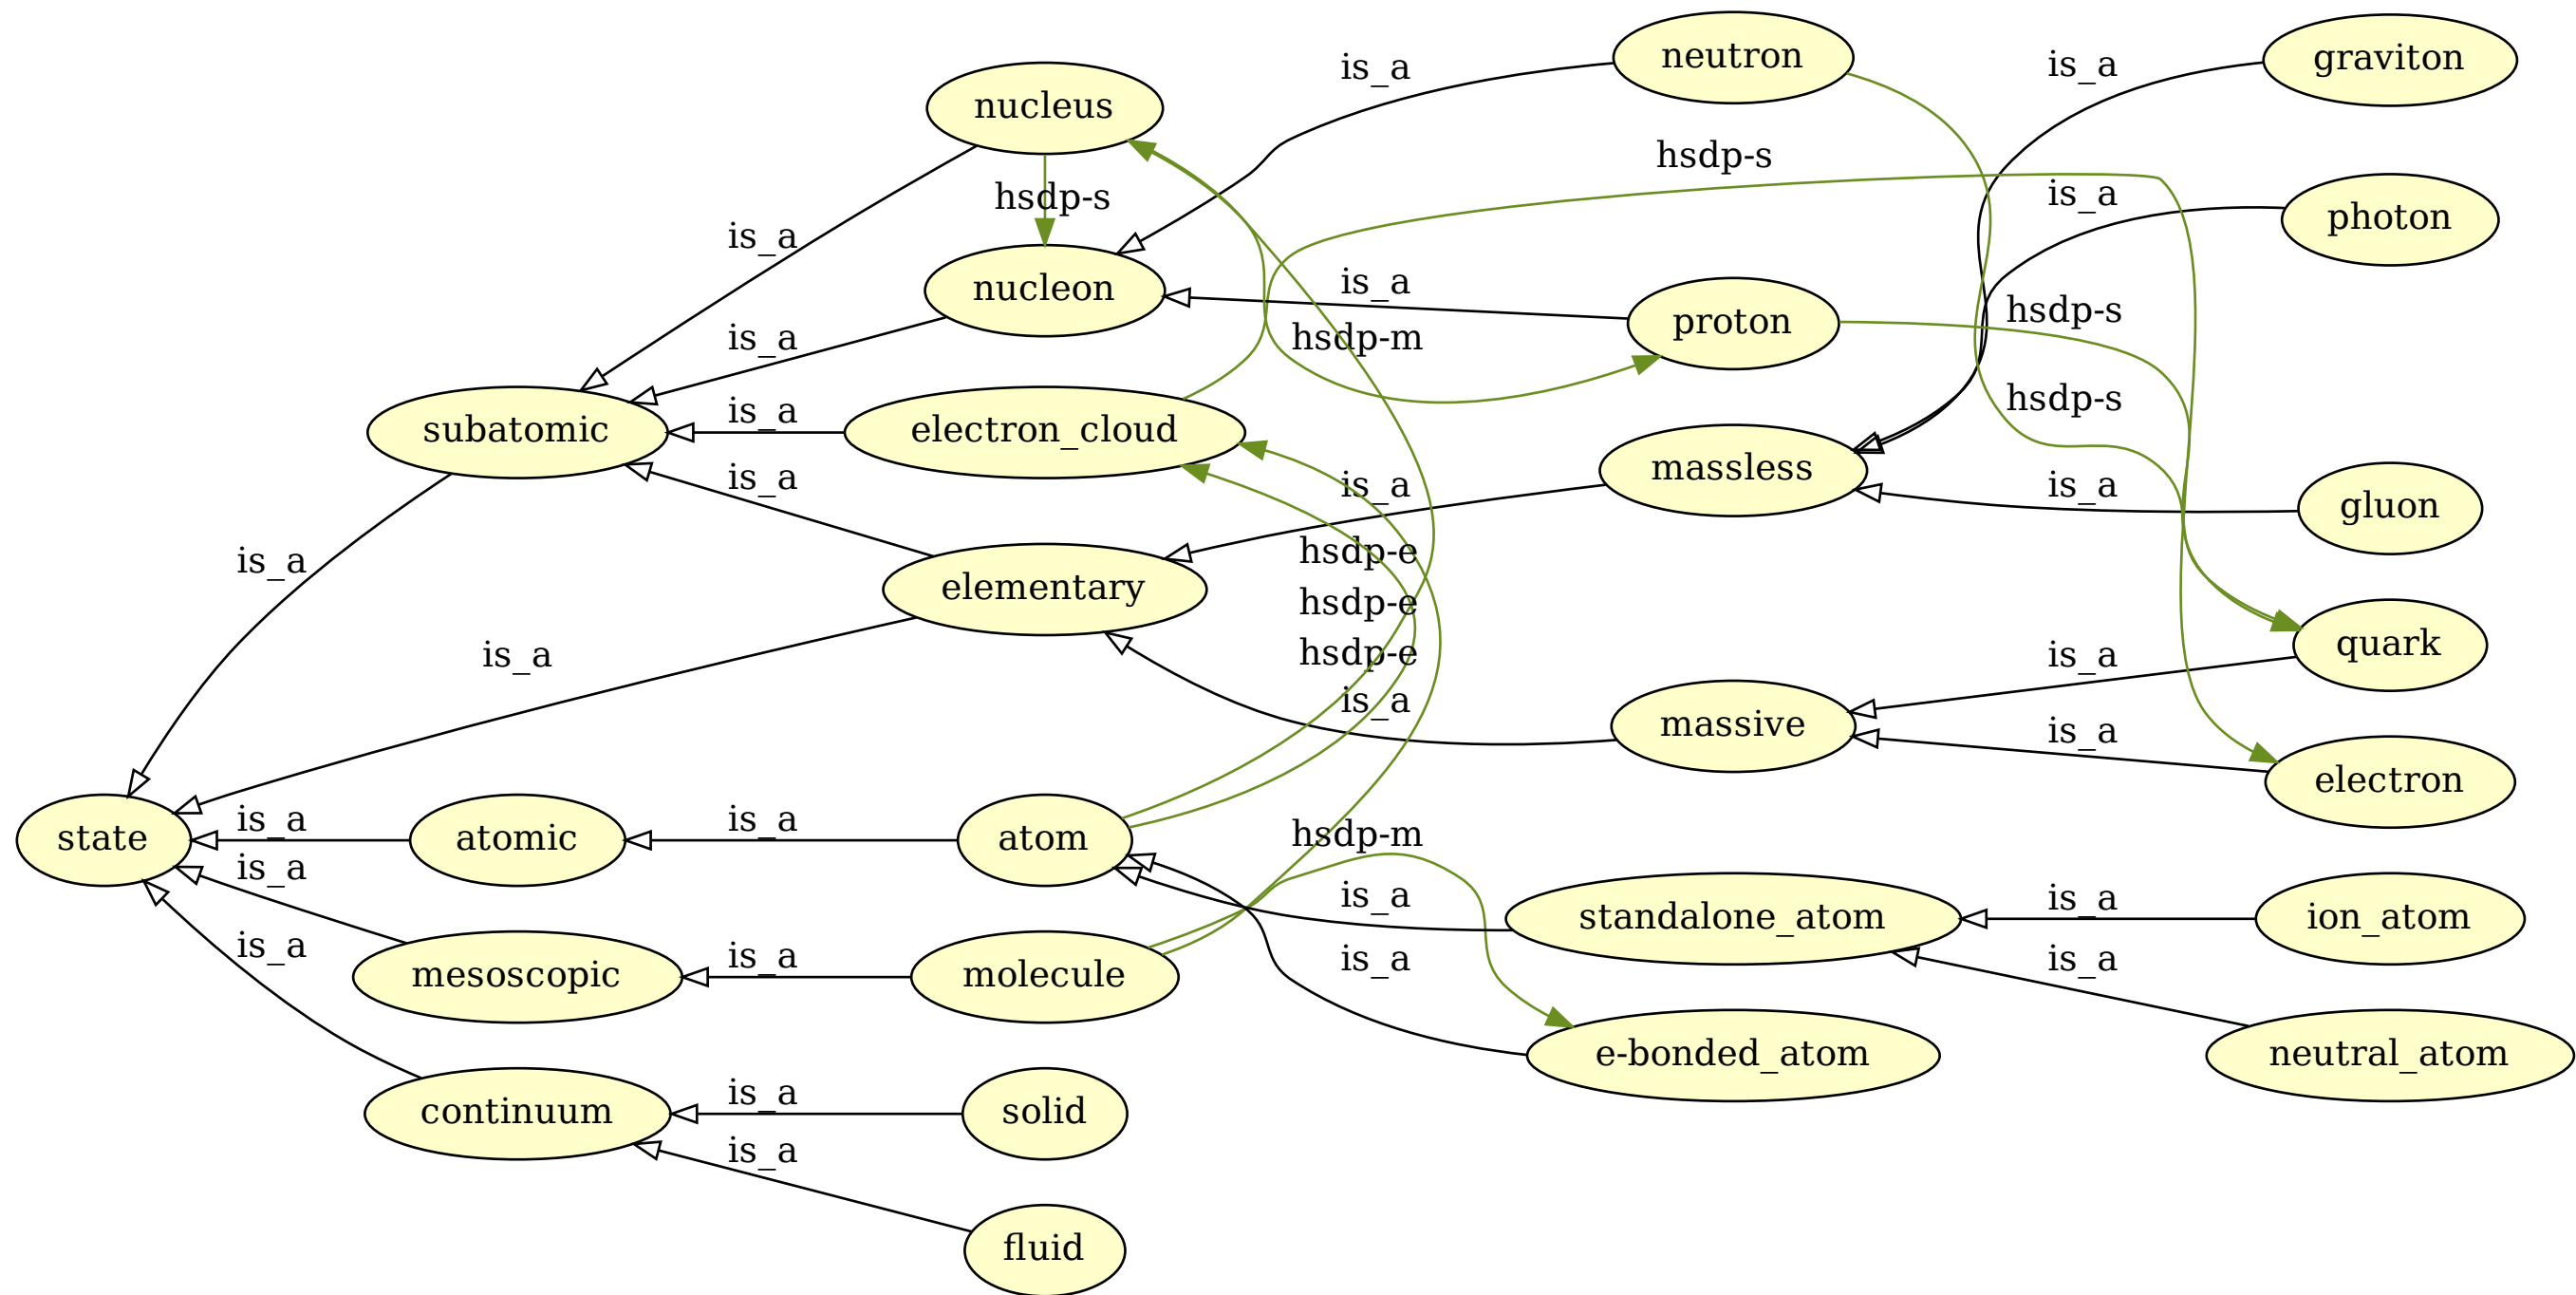 neutron
graviton
is_a
is_a
nucleus
hsdp-s
is_a
hsdp-s
photon
is_a
nucleon
is_a
proton
hsdp-s
is_a
hsdp-m
hsdp-s
is_a
subatomic
electron_cloud
massless
is_a
is_a
is_a
gluon
hsdp-e
is_a
elementary
hsdp-e
is_a
hsdp-e
is_a
quark
is_a
massive
is_a
electron
is_a
is_a
hsdp-m
state
atomic
atom
is_a
is_a
is_a
standalone_atom
ion_atom
is_a
is_a
is_a
is_a
mesoscopic
molecule
e-bonded_atom
neutral_atom
is_a
continuum
solid
is_a
fluid